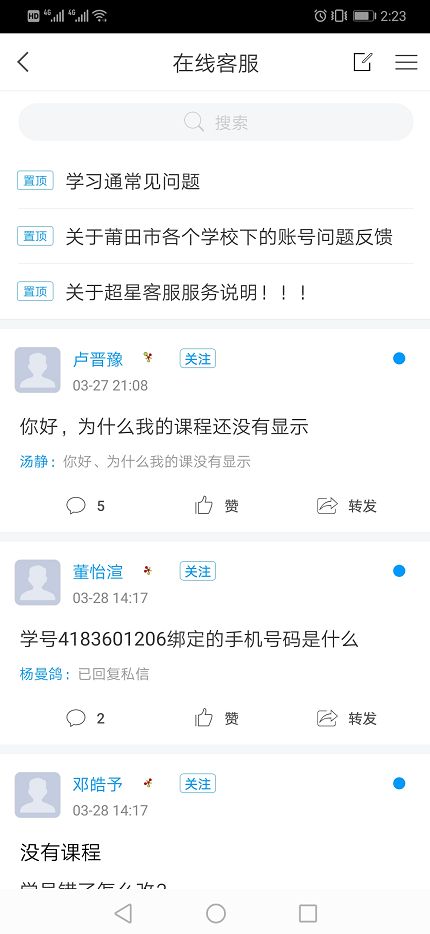 HD 4G 4G 2:23
在线客服
搜索
置顶 学习通常见问题
置顶 关于莆田市各个学校下的账号问题反馈
置顶 关于超星客服服务说明！！！
卢晋豫 关注
03-27 21:08
你好，为什么我的课程还没有显示
汤静：你好、为什么我的课没有显示
5 赞 转发
董怡渲 关注
03-28 14:17
学号4183601206绑定的手机号码是什么
杨曼鸽：已回复私信
2 赞 转发
邓皓予 关注
03-28 14:17
没有课程
学号错了怎么改？